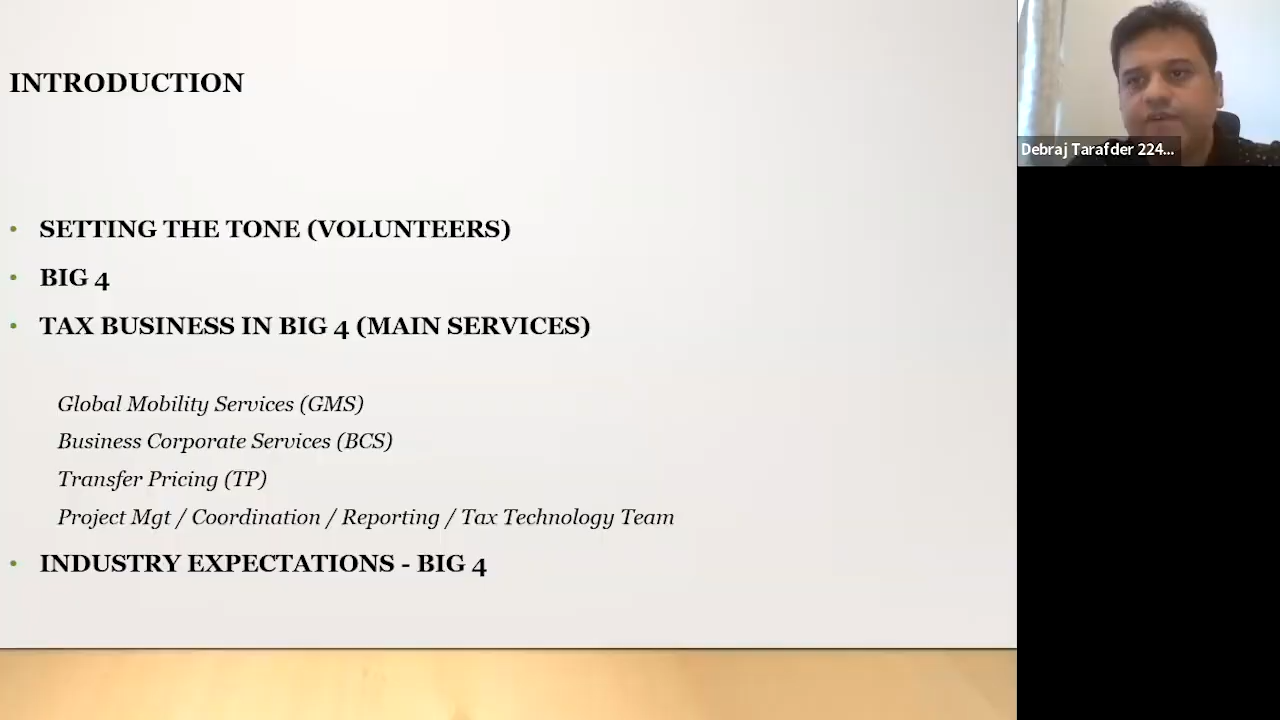 INTRODUCTION
• SETTING THE TONE (VOLUNTEERS)
• BIG 4
• TAX BUSINESS IN BIG 4 (MAIN SERVICES)
Global Mobility Services (GMS)
Business Corporate Services (BCS)
Transfer Pricing (TP)
Project Mgt / Coordination / Reporting / Tax Technology Team
• INDUSTRY EXPECTATIONS - BIG 4
Debraj Tarafder 224...